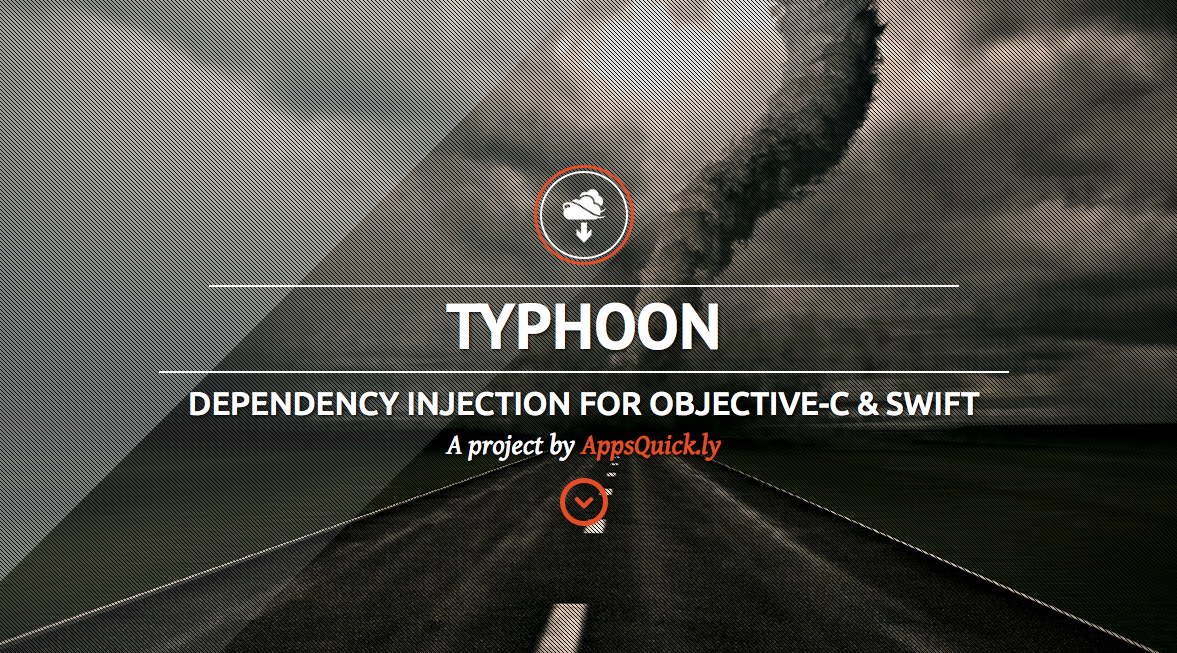 TYPHOON
DEPENDENCY INJECTION FOR OBJECTIVE-C & SWIFT
A project by AppsQuick.ly